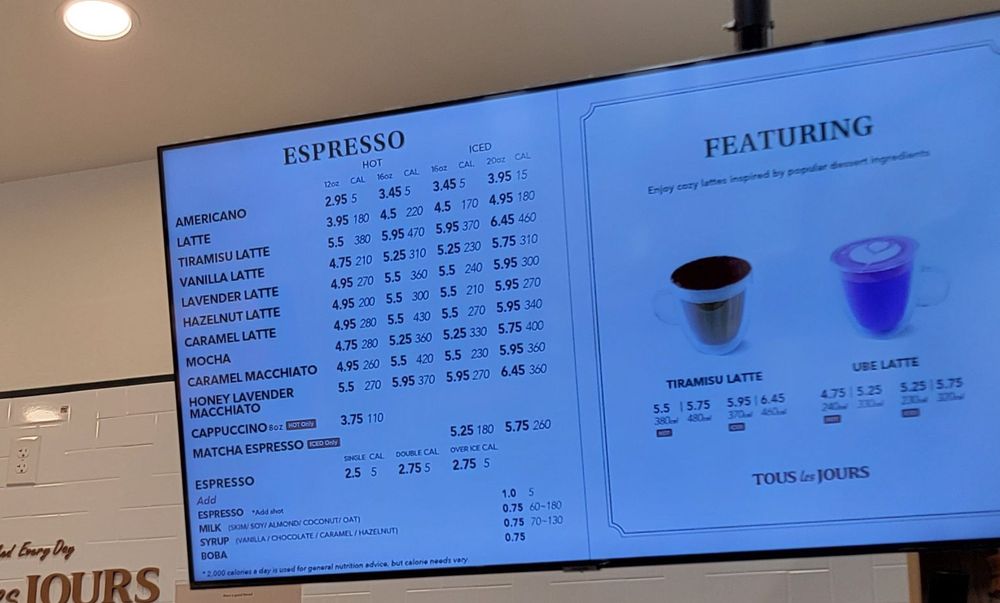 ESPRESSO
HOT ICED
12oz CAL 16oz CAL 16oz CAL 20oz CAL
AMERICANO 2.95 5 3.45 5 3.45 5 3.95 15
LATTE 3.95 180 4.5 220 4.5 170 4.95 180
TIRAMISU LATTE 5.5 380 5.95 470 5.95 370 6.45 460
VANILLA LATTE 4.75 210 5.25 310 5.25 230 5.75 310
LAVENDER LATTE 4.95 270 5.5 360 5.5 240 5.95 300
HAZELNUT LATTE 4.95 200 5.5 300 5.5 210 5.95 270
CARAMEL LATTE 4.95 280 5.5 430 5.5 270 5.95 340
MOCHA 4.75 280 5.25 360 5.25 330 5.75 400
CARAMEL MACCHIATO 4.95 260 5.5 420 5.5 230 5.95 360
HONEY LAVENDER 5.5 270 5.95 370 5.95 270 6.45 360
MACCHIATO
CAPPUCCINO 8oz HOT Only 3.75 110
MATCHA ESPRESSO ICED Only 5.25 180 5.75 260
SINGLE CAL DOUBLE CAL OVER ICE CAL
ESPRESSO 2.5 5 2.75 5 2.75 5
Add
ESPRESSO *Add shot 1.0 5
MILK (SKIM/ SOY/ ALMOND/ COCONUT/ OAT) 0.75 60~180
SYRUP (VANILLA / CHOCOLATE / CARAMEL / HAZELNUT) 0.75 70~130
BOBA 0.75
* 2,000 calories a day is used for general nutrition advice, but calorie needs vary.
FEATURING
Enjoy cozy lattes inspired by popular dessert ingredients
TIRAMISU LATTE
5.5 | 5.75 5.95 | 6.45
380cal 480cal 370cal 460cal
HOT ICED
UBE LATTE
4.75 | 5.25 5.25 | 5.75
240cal 330cal 230cal 320cal
HOT ICED
TOUS les JOURS
Every Day
JOURS